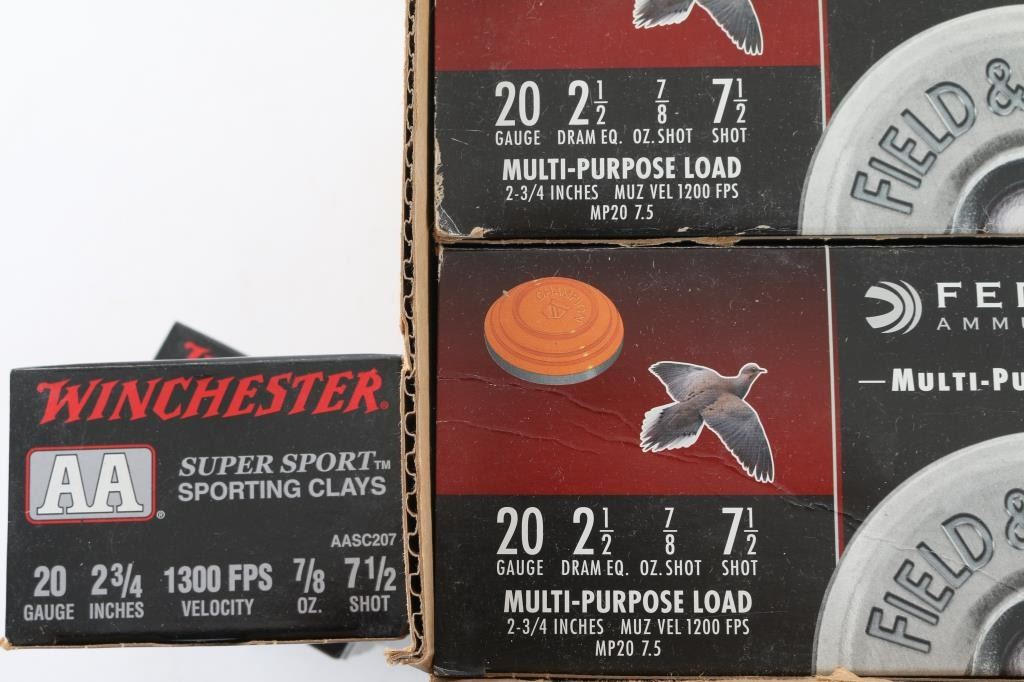 20 2 1/2 7/8 7 1/2
GAUGE DRAM EQ. OZ. SHOT SHOT
MULTI-PURPOSE LOAD
2-3/4 INCHES MUZ VEL 1200 FPS
MP20 7.5
FIELD &
CHAMPION
FED
AMMU
—MULTI-PU
20 2 1/2 7/8 7 1/2
GAUGE DRAM EQ. OZ. SHOT SHOT
MULTI-PURPOSE LOAD
2-3/4 INCHES MUZ VEL 1200 FPS
MP20 7.5
FIELD &
WINCHESTER®
AA®
SUPER SPORT™
SPORTING CLAYS
AASC207
20 2 3/4 1300 FPS 7/8 7 1/2
GAUGE INCHES VELOCITY OZ. SHOT